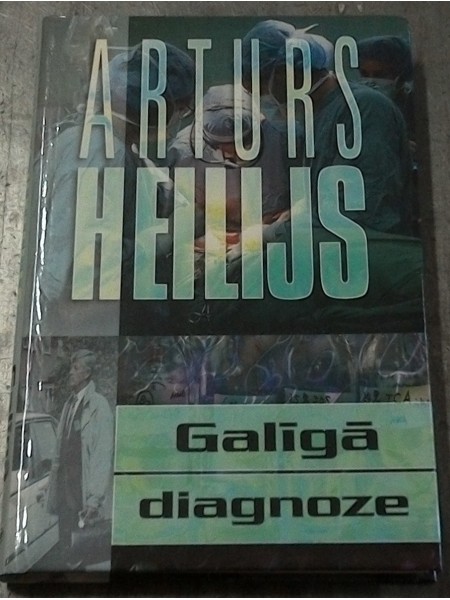 ARTURS
HEILIJS
Galīgā
diagnoze